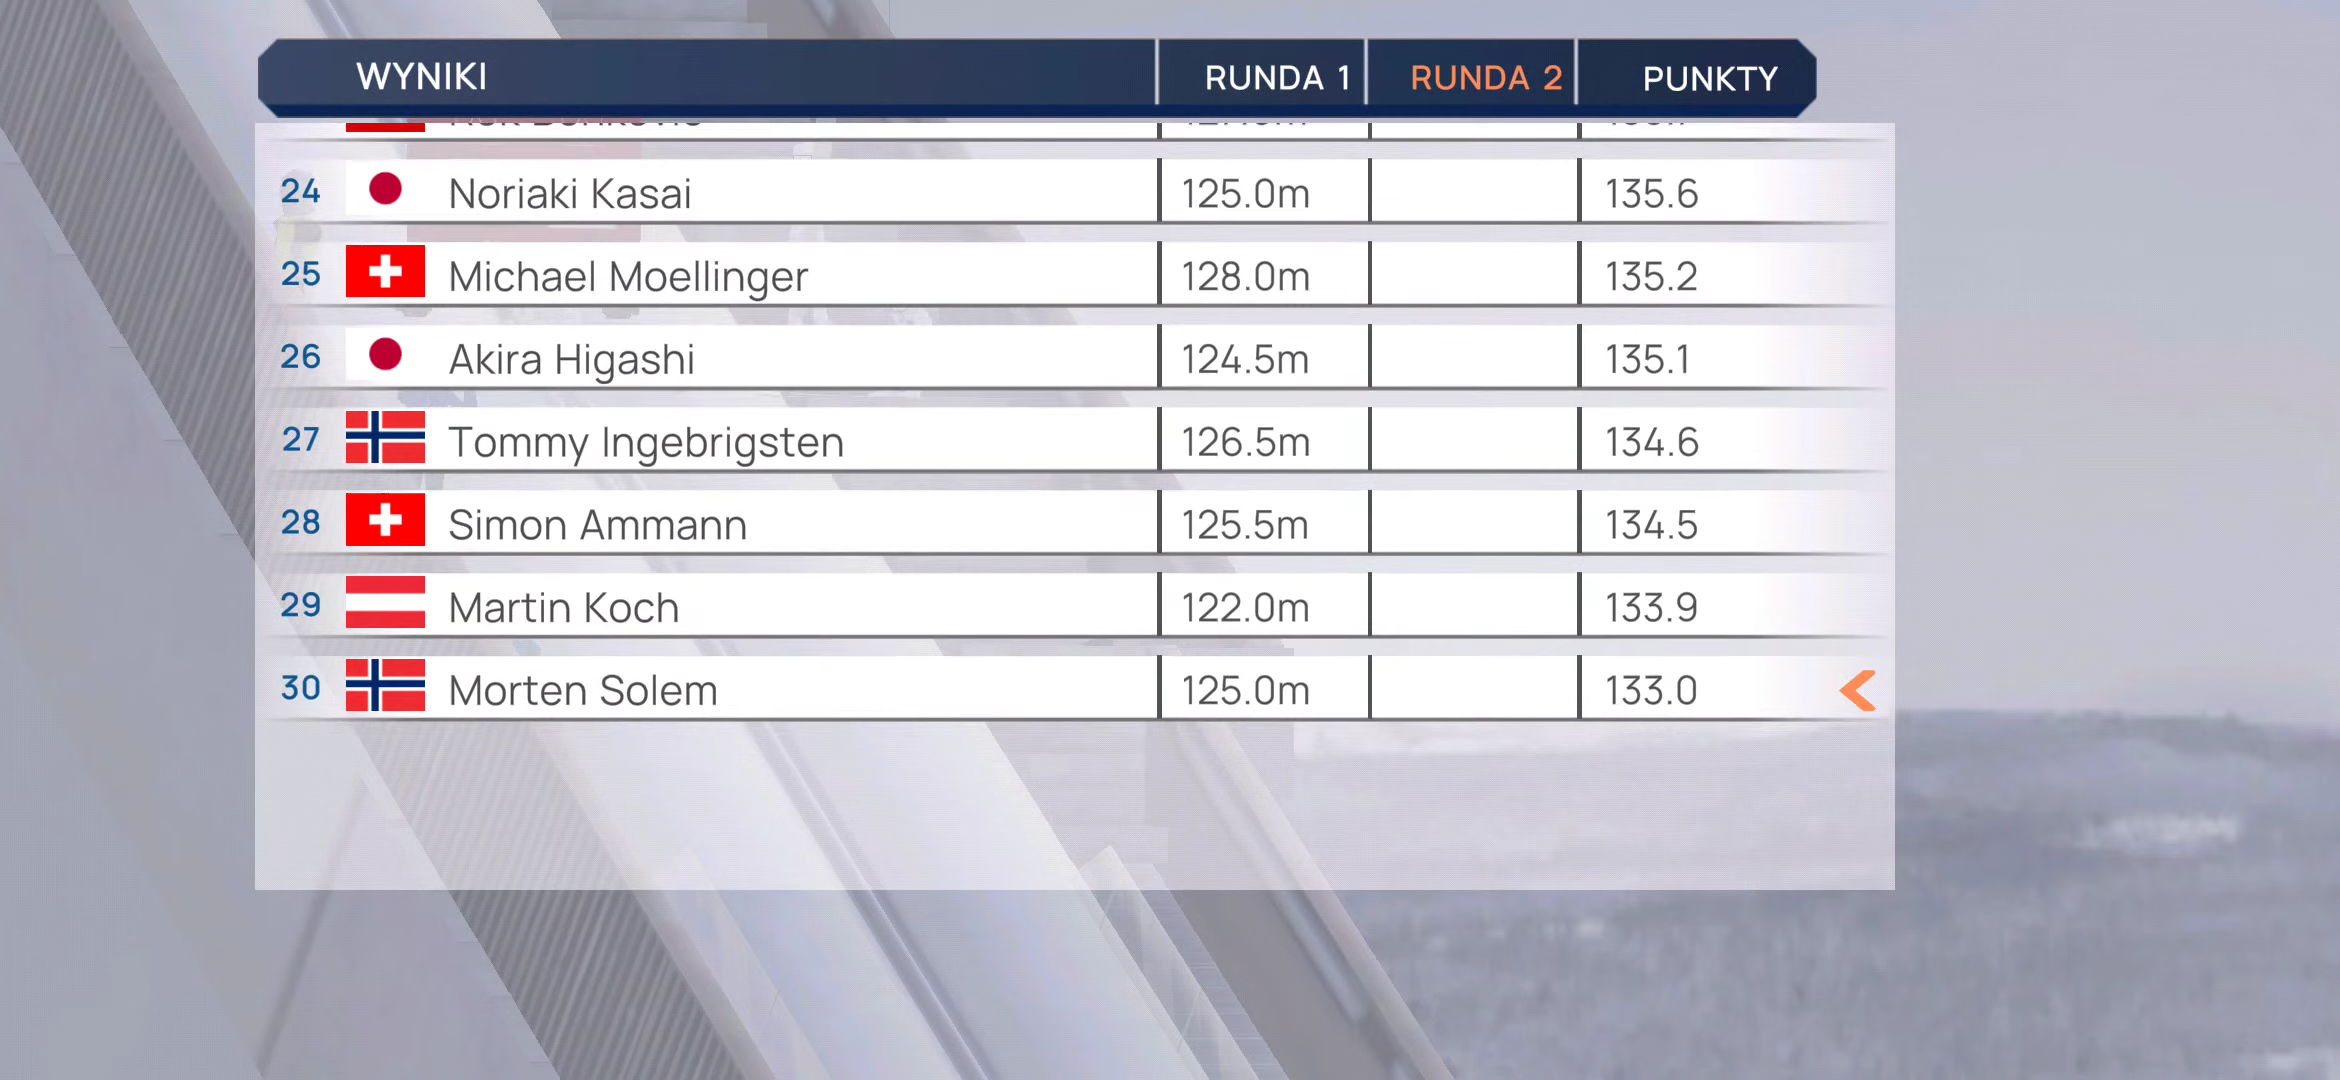 WYNIKI RUNDA 1 RUNDA 2 PUNKTY
24 Noriaki Kasai 125.0m 135.6
25 Michael Moellinger 128.0m 135.2
26 Akira Higashi 124.5m 135.1
27 Tommy Ingebrigsten 126.5m 134.6
28 Simon Ammann 125.5m 134.5
29 Martin Koch 122.0m 133.9
30 Morten Solem 125.0m 133.0